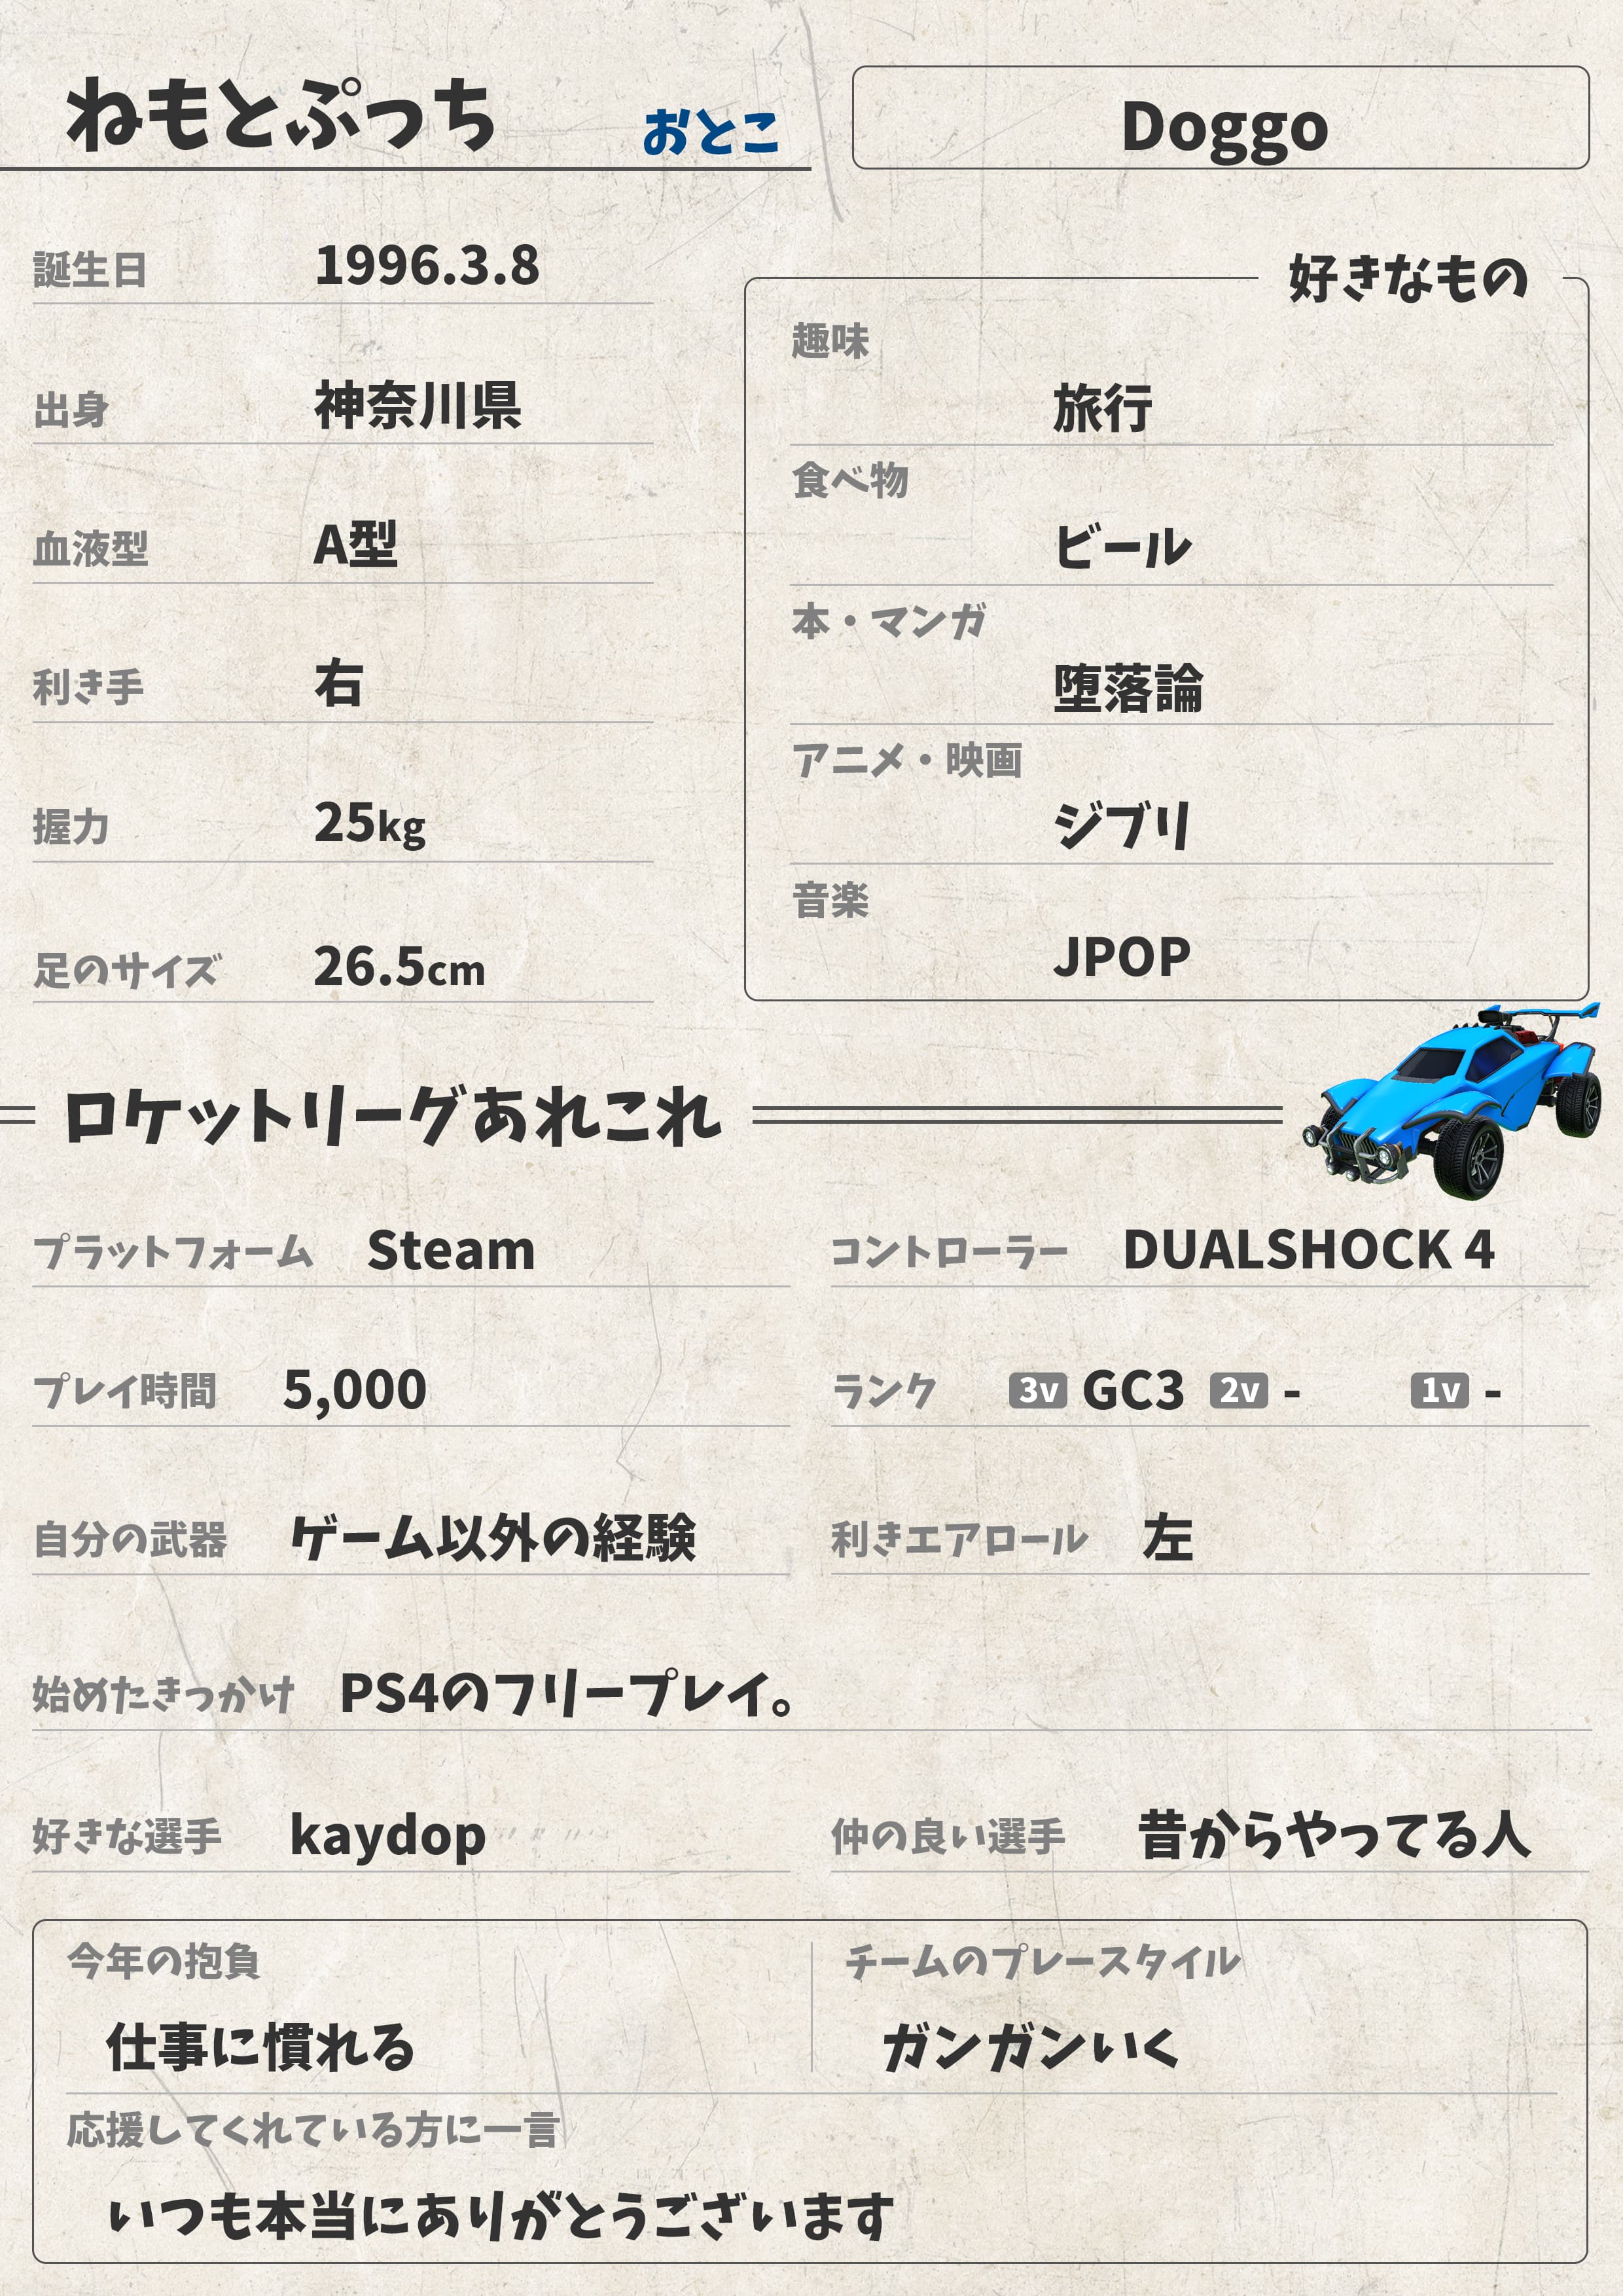 ねもとぷっち おとこ
Doggo
誕生日 1996.3.8
出身 神奈川県
血液型 A型
利き手 右
握力 25kg
足のサイズ 26.5cm
好きなもの
趣味
旅行
食べ物
ビール
本・マンガ
堕落論
アニメ・映画
ジブリ
音楽
JPOP
ロケットリーグあれこれ
プラットフォーム Steam
コントローラー DUALSHOCK 4
プレイ時間 5,000
ランク 3v GC3 2v - 1v -
自分の武器 ゲーム以外の経験
利きエアロール 左
始めたきっかけ PS4のフリープレイ。
好きな選手 kaydop
仲の良い選手 昔からやってる人
今年の抱負
仕事に慣れる
チームのプレースタイル
ガンガンいく
応援してくれている方に一言
いつも本当にありがとうございます